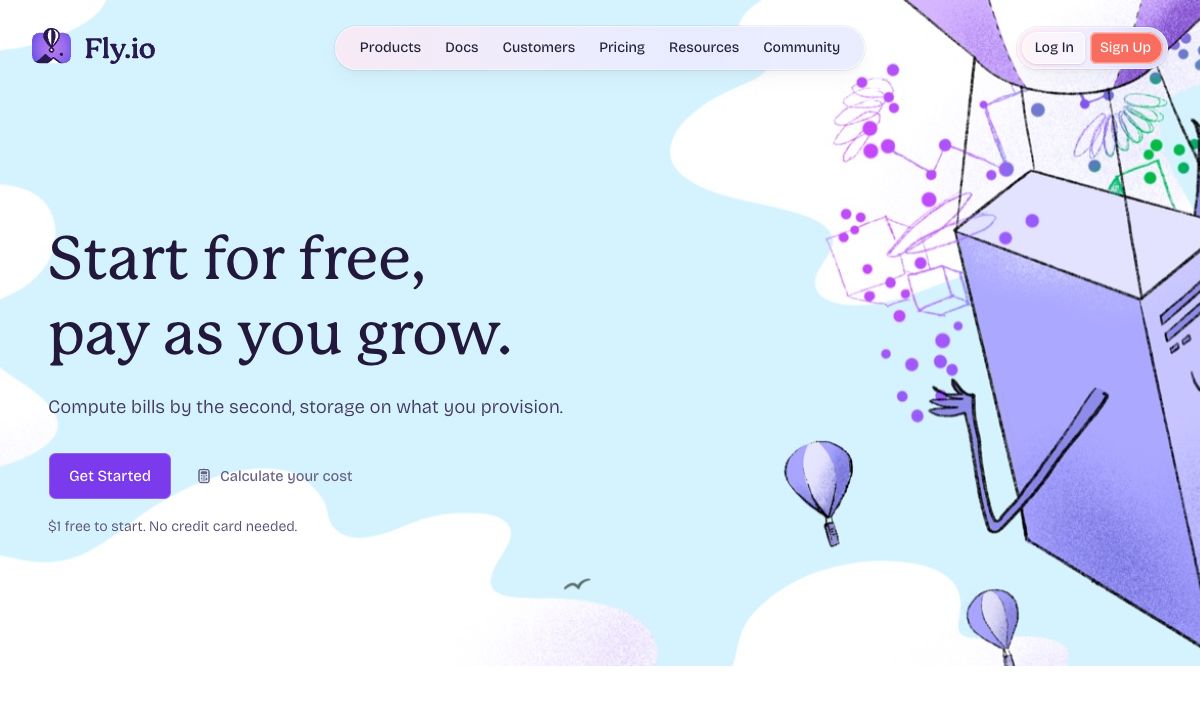 Fly.io
Products Docs Customers Pricing Resources Community
Log In Sign Up
Start for free,
pay as you grow.
Compute bills by the second, storage on what you provision.
Get Started
Calculate your cost
$1 free to start. No credit card needed.